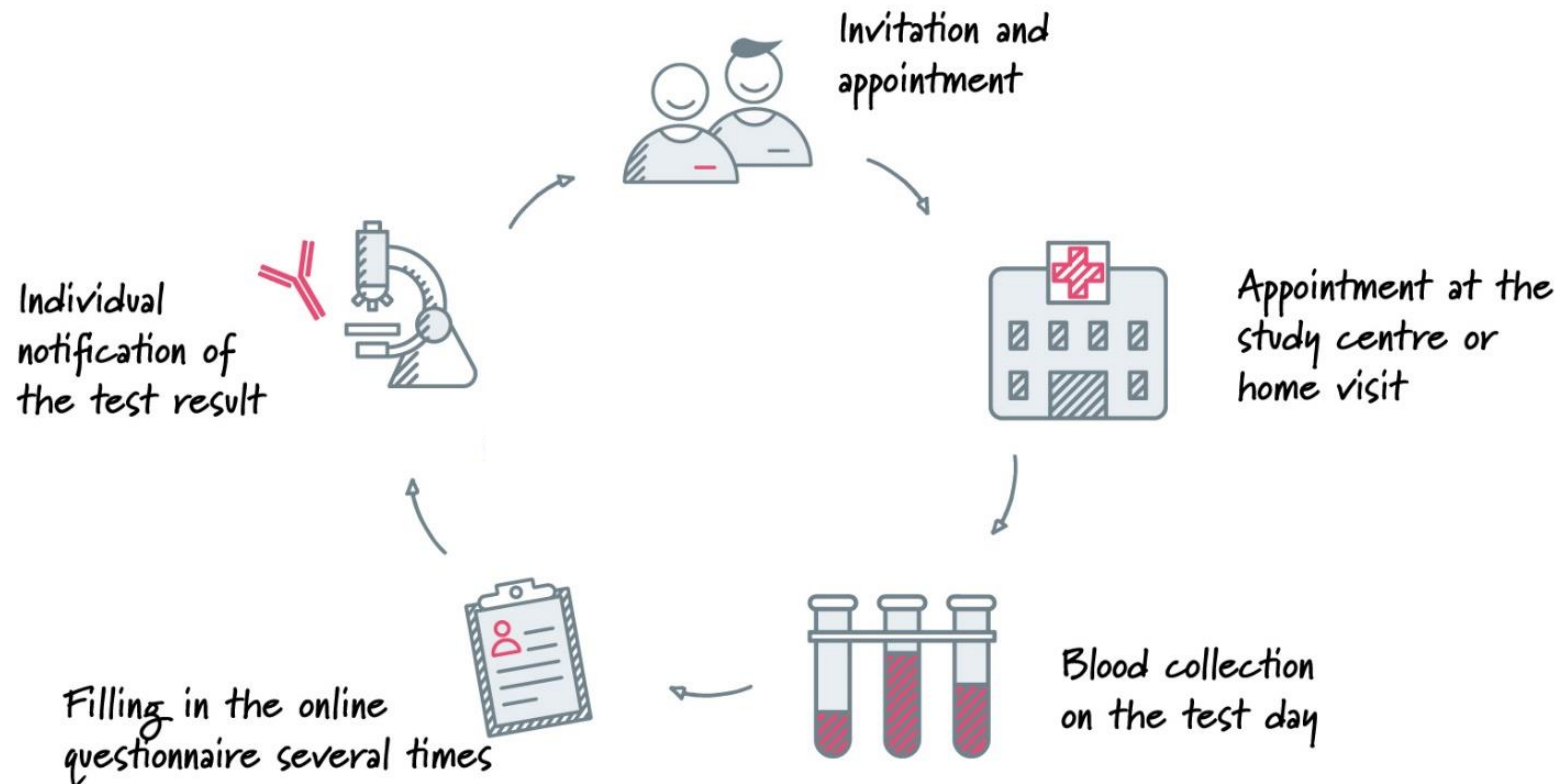 Invitation and
appointment
Appointment at the
study centre or
home visit
Blood collection
on the test day
Filling in the online
questionnaire several times
Individual
notification of
the test result